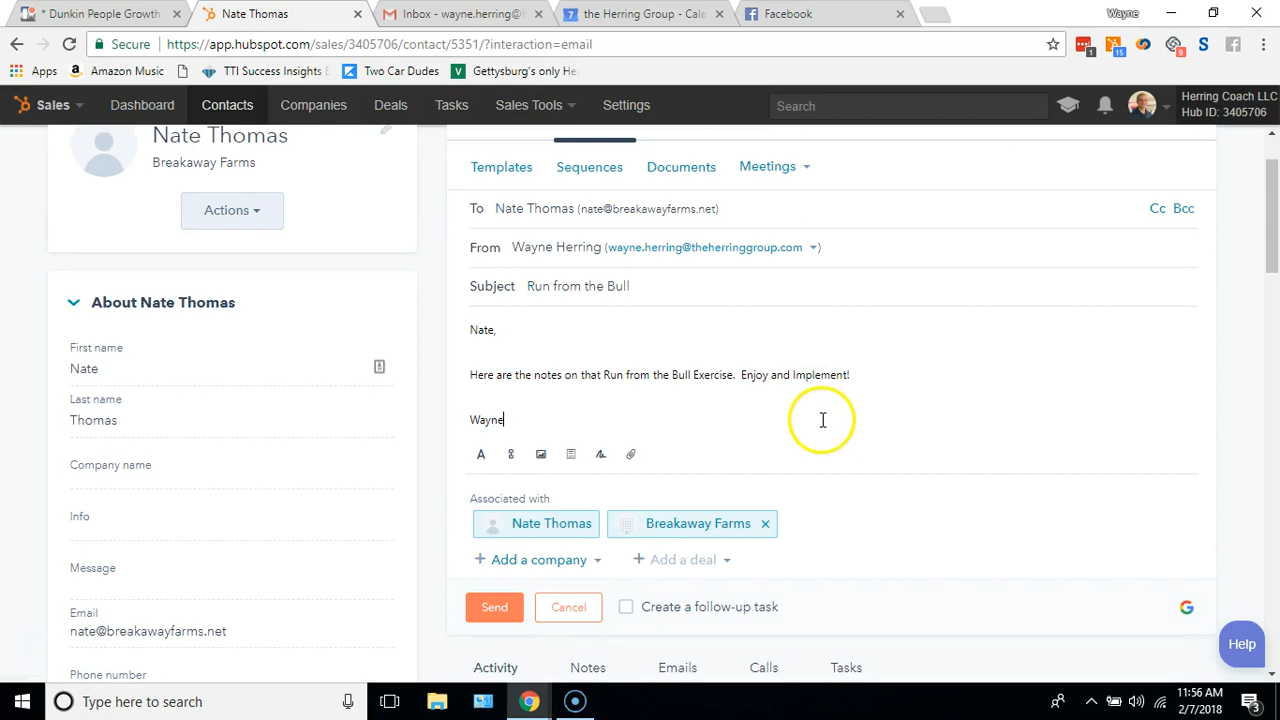 * Dunkin People Growth
Nate Thomas
Inbox - wayne.herring@
the Herring Group - Cale
Facebook
Wayne
Secure
https://app.hubspot.com/sales/3405706/contact/5351/?interaction=email
1
15
9
Apps
Amazon Music
TTI Success Insights E
Two Car Dudes
Gettysburg's only He
Sales
Dashboard
Contacts
Companies
Deals
Tasks
Sales Tools
Settings
Search
Herring Coach LLC
Hub ID: 3405706
Nate Thomas
Breakaway Farms
Actions
About Nate Thomas
First name
Nate
Last name
Thomas
Company name
Info
Message
Email
nate@breakawayfarms.net
Phone number
Templates
Sequences
Documents
Meetings
To Nate Thomas (nate@breakawayfarms.net)
Cc Bcc
From Wayne Herring (wayne.herring@theherringgroup.com)
Subject Run from the Bull
Nate,
Here are the notes on that Run from the Bull Exercise. Enjoy and Implement!
Wayne
Associated with
Nate Thomas
Breakaway Farms
+ Add a company
+ Add a deal
Send
Cancel
Create a follow-up task
Help
Activity
Notes
Emails
Calls
Tasks
Type here to search
11:56 AM
2/7/2018
3